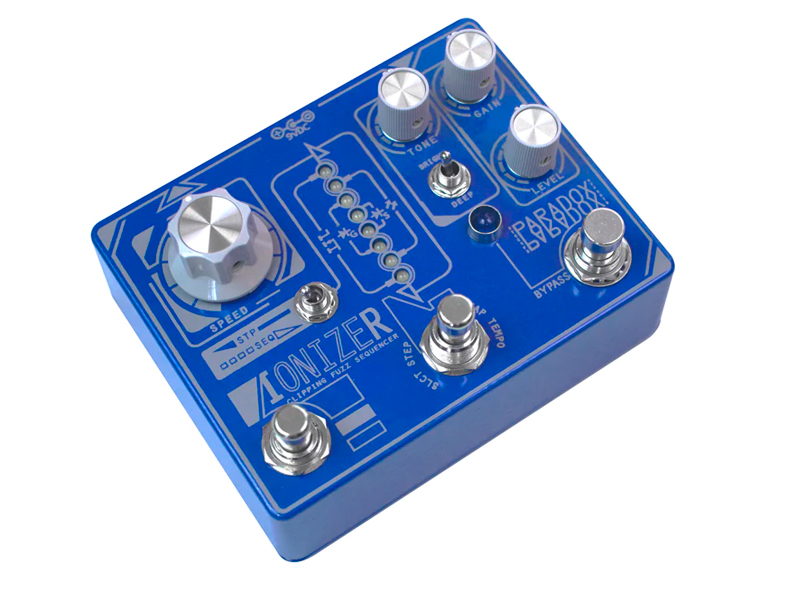 GAIN
TONE
LEVEL
9VDC
BRIGHT
DEEP
PARADOX
BYPASS
SPEED
STP
SEQ
IONIZER
CLIPPING FUZZ SEQUENCER
SLCT STEP
TAP TEMPO